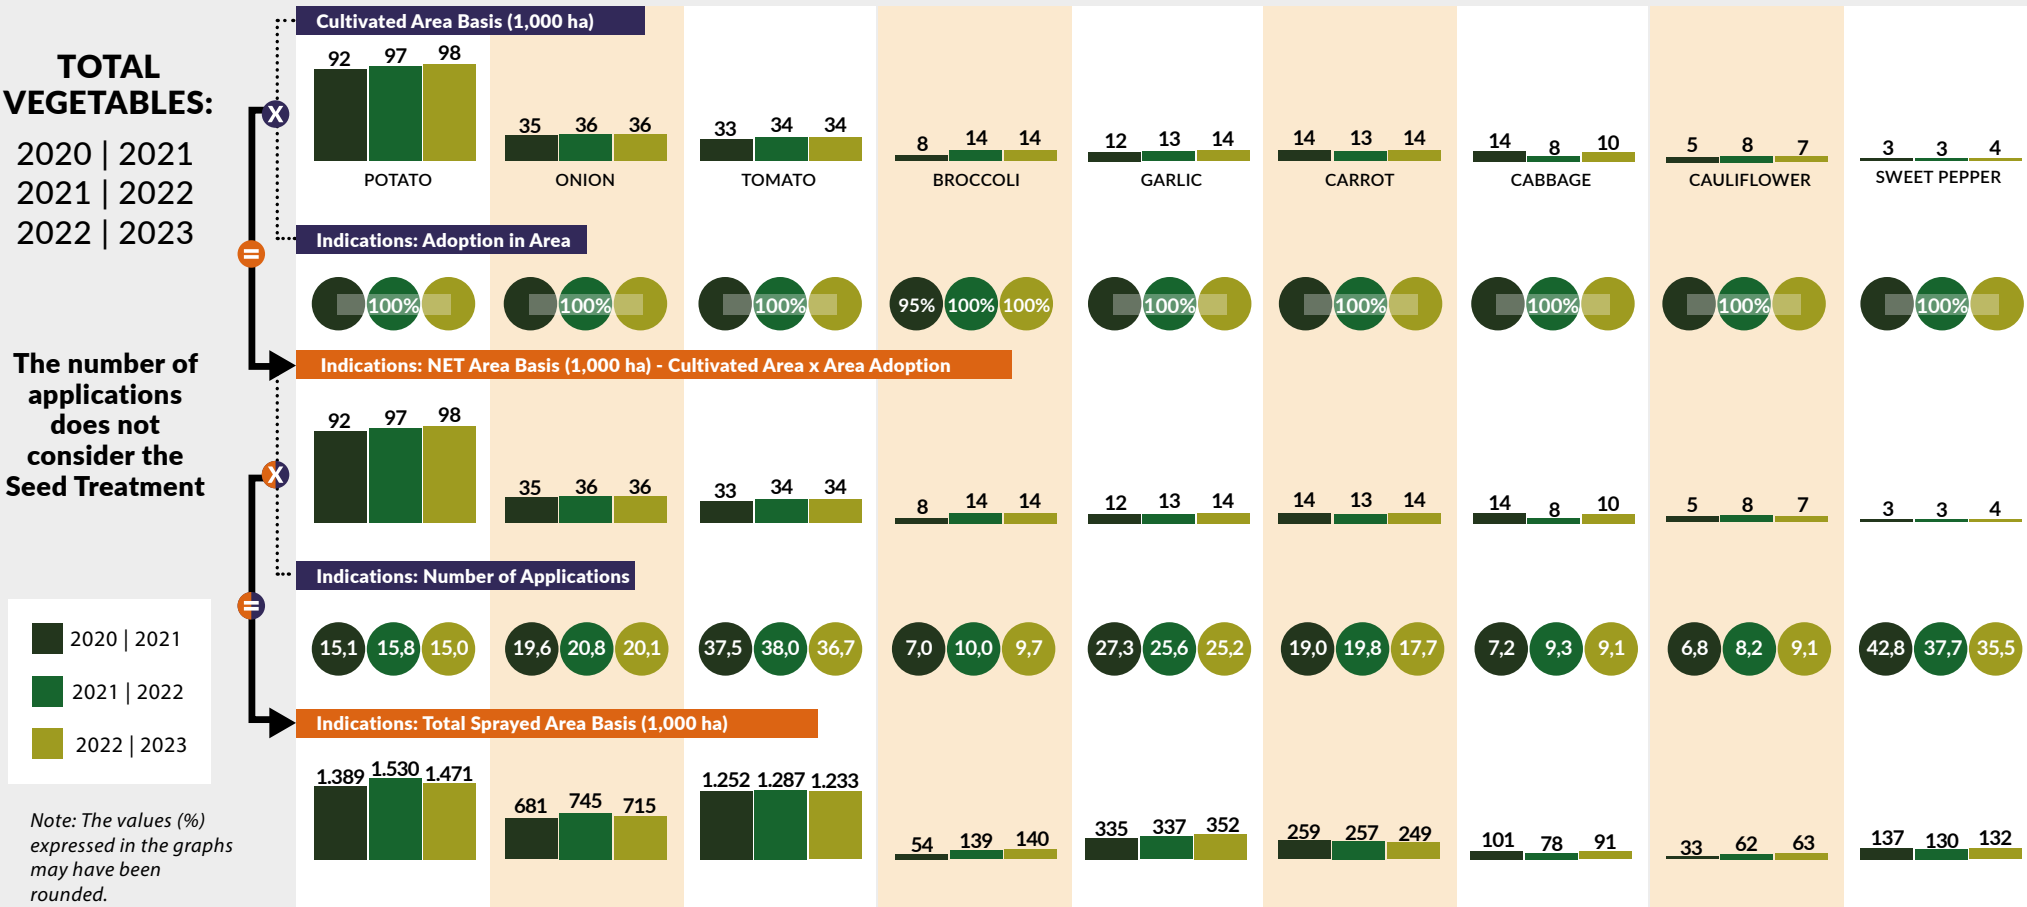 TOTAL
VEGETABLES:
2020 | 2021
2021 | 2022
2022 | 2023
The number of
applications
does not
consider the
Seed Treatment
2020 | 2021
2021 | 2022
2022 | 2023
Note: The values (%)
expressed in the graphs
may have been
rounded.
X
=
X
=
Cultivated Area Basis (1,000 ha)
92 97 98 35 36 36 33 34 34 8 14 14 12 13 14 14 13 14 14 8 10 5 8 7 3 3 4
POTATO ONION TOMATO BROCCOLI GARLIC CARROT CABBAGE CAULIFLOWER SWEET PEPPER
Indications: Adoption in Area
100% 100% 100% 95% 100% 100% 100% 100% 100% 100% 100%
Indications: NET Area Basis (1,000 ha) - Cultivated Area x Area Adoption
92 97 98 35 36 36 33 34 34 8 14 14 12 13 14 14 13 14 14 8 10 5 8 7 3 3 4
Indications: Number of Applications
15,1 15,8 15,0 19,6 20,8 20,1 37,5 38,0 36,7 7,0 10,0 9,7 27,3 25,6 25,2 19,0 19,8 17,7 7,2 9,3 9,1 6,8 8,2 9,1 42,8 37,7 35,5
Indications: Total Sprayed Area Basis (1,000 ha)
1.389 1.530 1.471 681 745 715 1.252 1.287 1.233 54 139 140 335 337 352 259 257 249 101 78 91 33 62 63 137 130 132